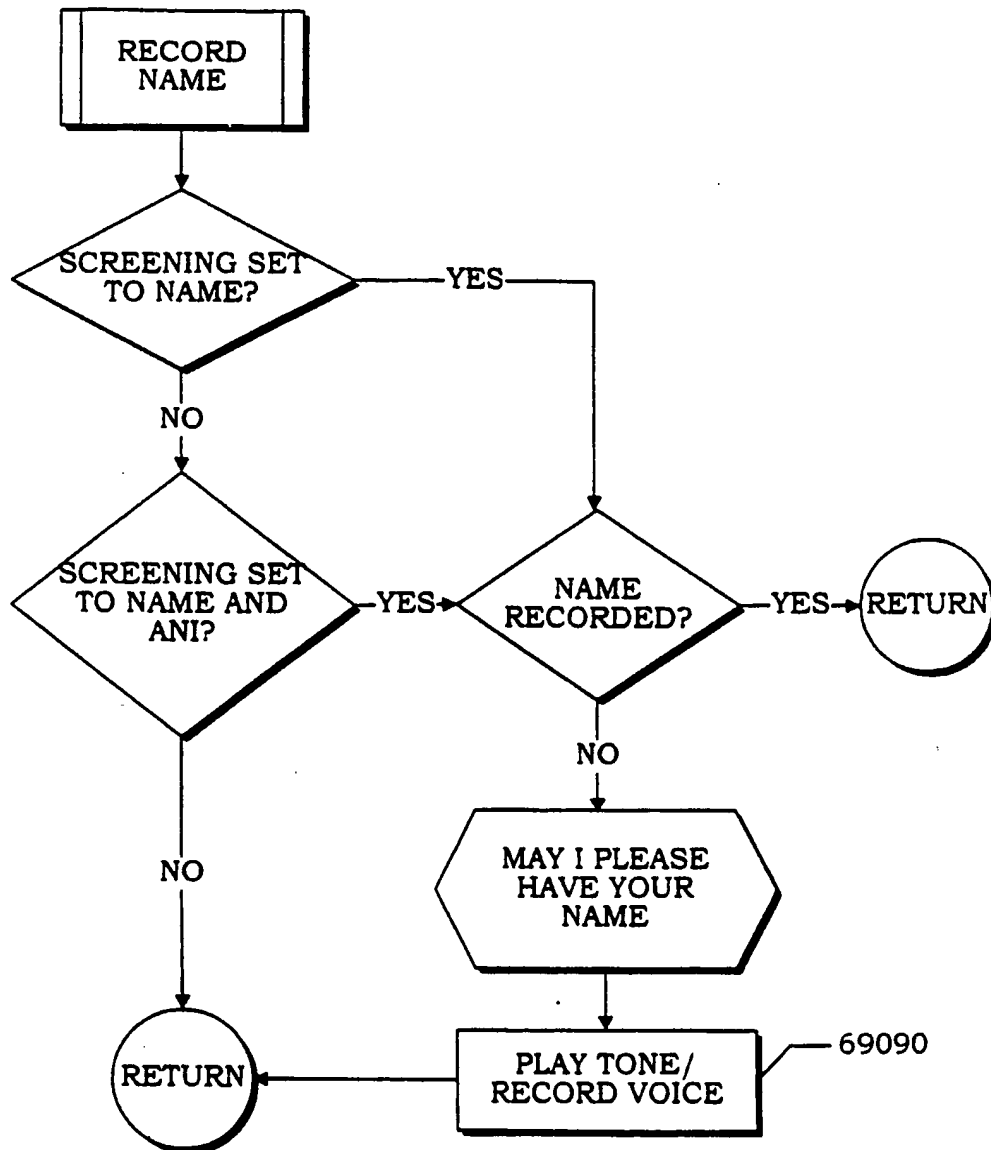 RECORD
NAME
SCREENING SET
TO NAME?
YES
NO
SCREENING SET
TO NAME AND
ANI?
YES
NAME
RECORDED?
YES
RETURN
NO
NO
MAY I PLEASE
HAVE YOUR
NAME
RETURN
PLAY TONE/
RECORD VOICE
69090